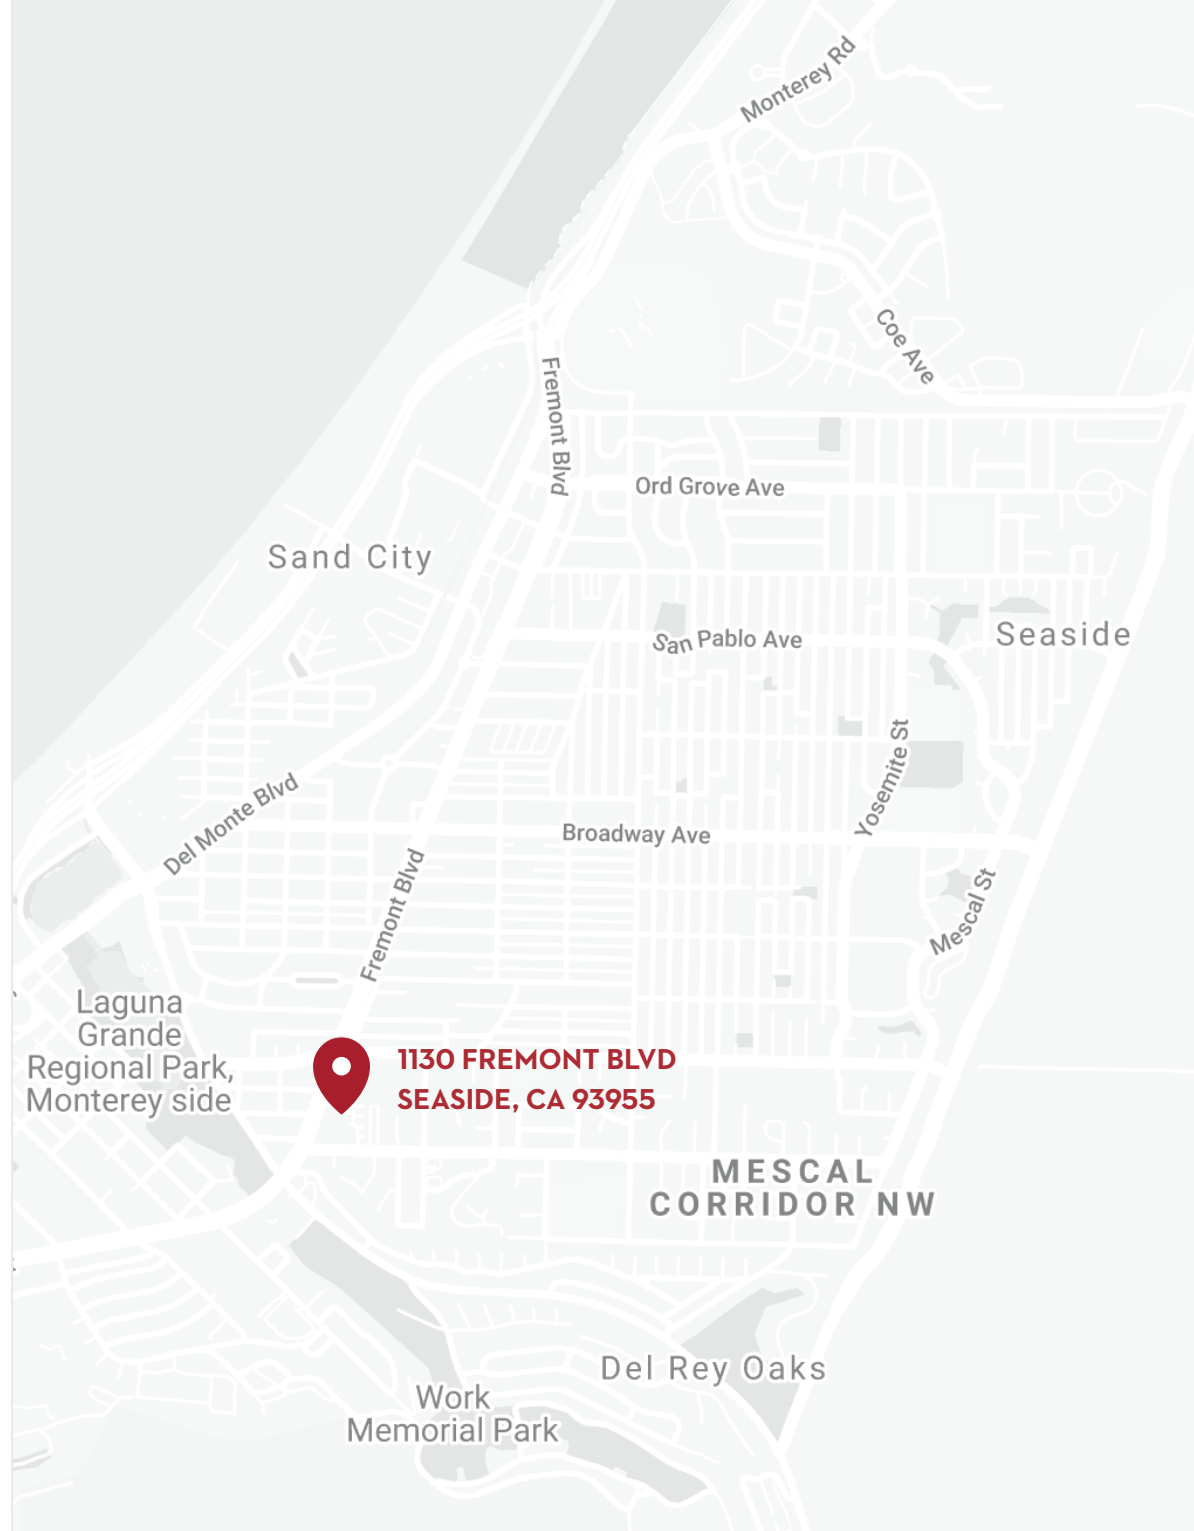 Monterey Rd
Coe Ave
Fremont Blvd
Ord Grove Ave
Sand City
San Pablo Ave
Seaside
Yosemite St
Del Monte Blvd
Broadway Ave
Fremont Blvd
Mescal St
Laguna
Grande
Regional Park,
Monterey side
1130 FREMONT BLVD
SEASIDE, CA 93955
MESCAL
CORRIDOR NW
Del Rey Oaks
Work
Memorial Park